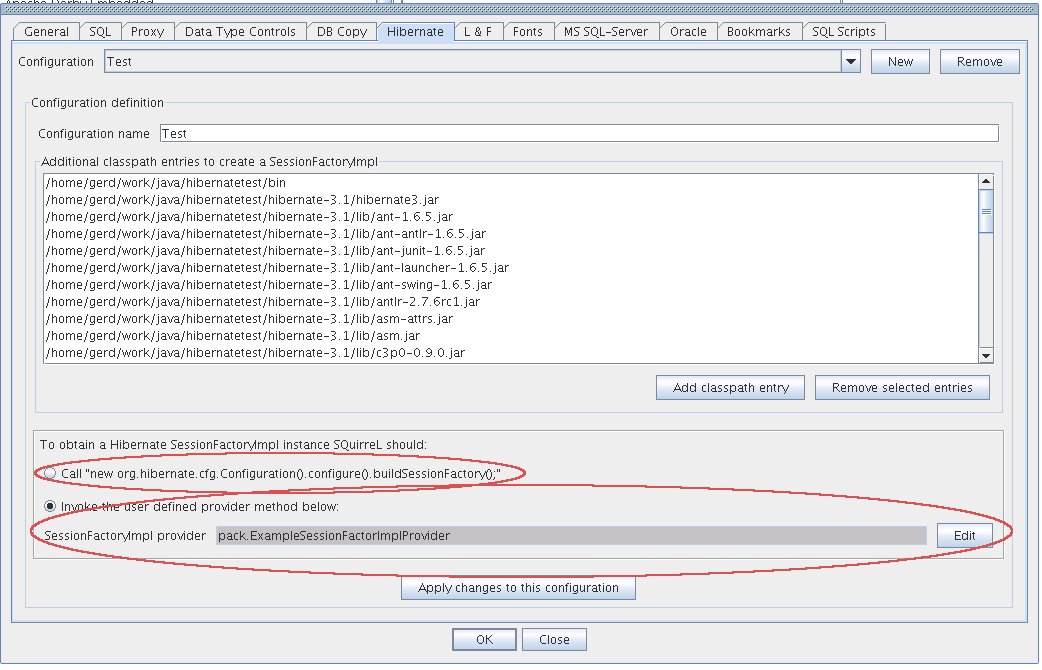 General SQL Proxy Data Type Controls DB Copy Hibernate L & F Fonts MS SQL-Server Oracle Bookmarks SQL Scripts
Configuration Test New Remove
Configuration definition
Configuration name Test
Additional classpath entries to create a SessionFactoryImpl
/home/gerd/work/java/hibernatetest/bin
/home/gerd/work/java/hibernatetest/hibernate-3.1/hibernate3.jar
/home/gerd/work/java/hibernatetest/hibernate-3.1/lib/ant-1.6.5.jar
/home/gerd/work/java/hibernatetest/hibernate-3.1/lib/ant-antlr-1.6.5.jar
/home/gerd/work/java/hibernatetest/hibernate-3.1/lib/ant-junit-1.6.5.jar
/home/gerd/work/java/hibernatetest/hibernate-3.1/lib/ant-launcher-1.6.5.jar
/home/gerd/work/java/hibernatetest/hibernate-3.1/lib/ant-swing-1.6.5.jar
/home/gerd/work/java/hibernatetest/hibernate-3.1/lib/antlr-2.7.6rc1.jar
/home/gerd/work/java/hibernatetest/hibernate-3.1/lib/asm-attrs.jar
/home/gerd/work/java/hibernatetest/hibernate-3.1/lib/asm.jar
/home/gerd/work/java/hibernatetest/hibernate-3.1/lib/c3p0-0.9.0.jar
Add classpath entry Remove selected entries
To obtain a Hibernate SessionFactoryImpl instance SQuirreL should:
Call "new org.hibernate.cfg.Configuration().configure().buildSessionFactory();"
Invoke the user defined provider method below:
SessionFactoryImpl provider pack.ExampleSessionFactorImplProvider Edit
Apply changes to this configuration
OK Close